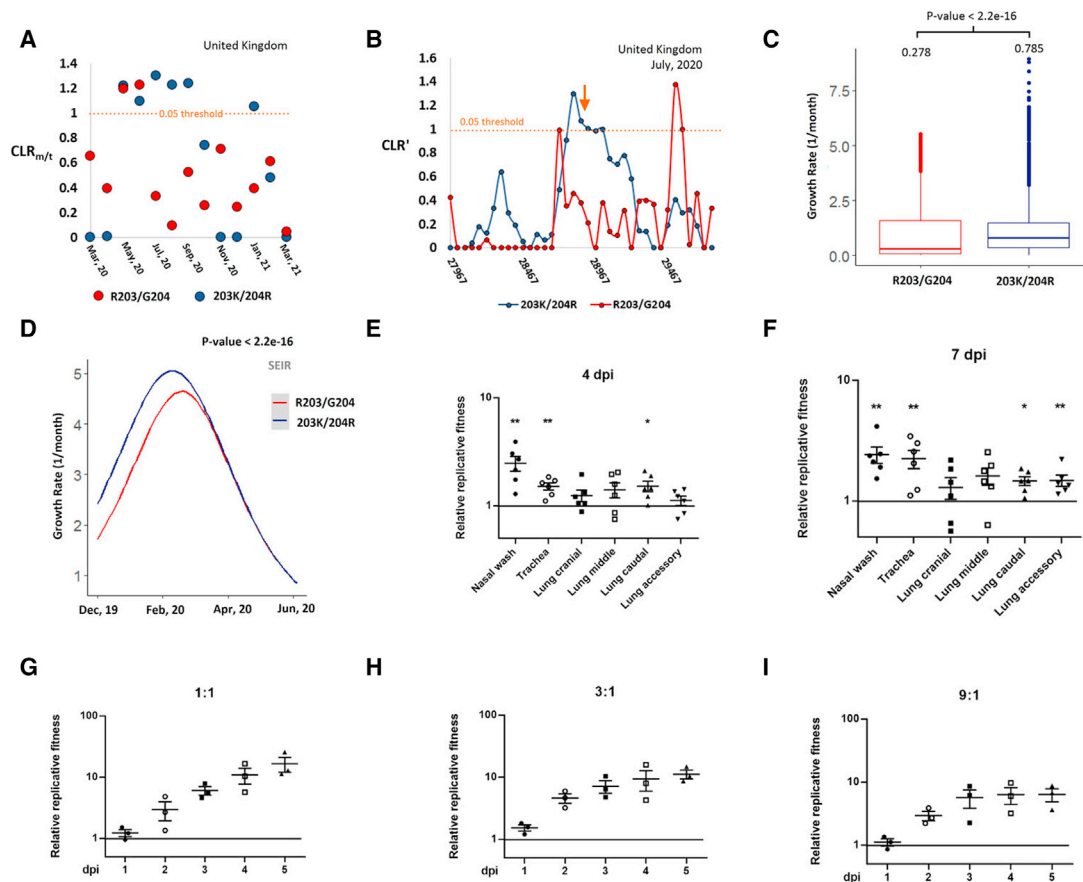 A
United Kingdom
CLRm/t
1.4
1.2
1
0.8
0.6
0.4
0.2
0
0.05 threshold
Mar, 20
May, 20
Jul, 20
Sep, 20
Nov, 20
Jan, 21
Mar, 21
R203/G204
203K/204R
B
United Kingdom
July, 2020
CLR'
1.6
1.4
1.2
1
0.8
0.6
0.4
0.2
0
0.05 threshold
27967
28467
28967
29467
203K/204R
R203/G204
C
P-value < 2.2e-16
0.278
0.785
Growth Rate (1/month)
7.5
5.0
2.5
0.0
R203/G204
203K/204R
D
P-value < 2.2e-16
SEIR
R203/G204
203K/204R
Growth Rate (1/month)
5
4
3
2
1
Dec, 19
Feb, 20
Apr, 20
Jun, 20
E
4 dpi
Relative replicative fitness
10
1
**
**
*
Nasal wash
Trachea
Lung cranial
Lung middle
Lung caudal
Lung accessory
F
7 dpi
Relative replicative fitness
10
1
**
**
*
**
Nasal wash
Trachea
Lung cranial
Lung middle
Lung caudal
Lung accessory
G
1:1
Relative replicative fitness
100
10
1
dpi 1 2 3 4 5
H
3:1
Relative replicative fitness
100
10
1
dpi 1 2 3 4 5
I
9:1
Relative replicative fitness
100
10
1
dpi 1 2 3 4 5